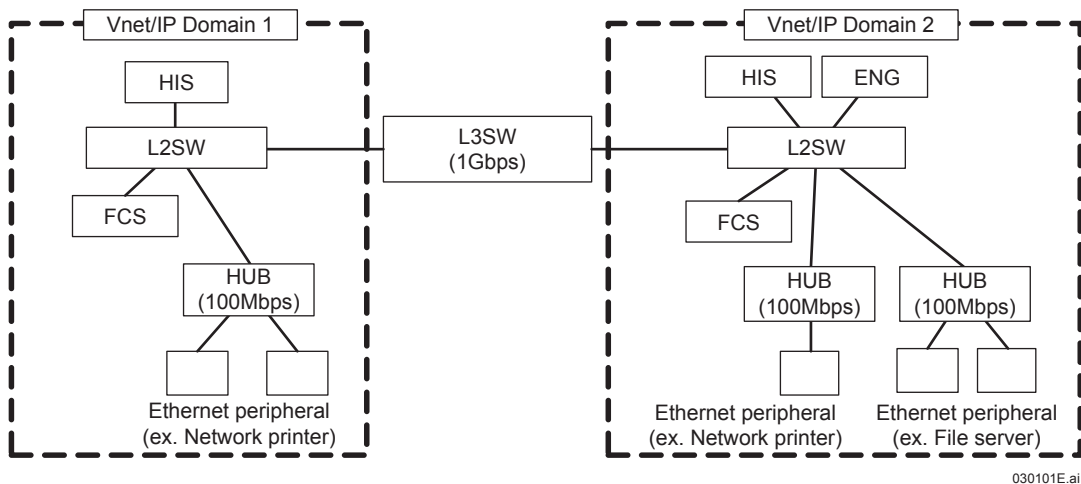 Vnet/IP Domain 1
Vnet/IP Domain 2
HIS
HIS
ENG
L2SW
L3SW
(1Gbps)
L2SW
FCS
FCS
HUB
(100Mbps)
HUB
(100Mbps)
HUB
(100Mbps)
Ethernet peripheral
(ex. Network printer)
Ethernet peripheral
(ex. Network printer)
Ethernet peripheral
(ex. File server)
030101E.ai